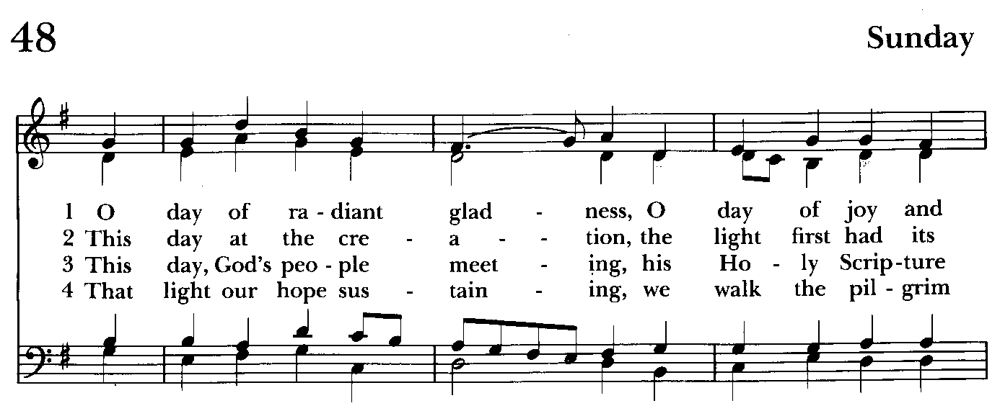 48 Sunday
1 O day of ra - diant glad - ness, O day of joy and
2 This day at the cre - a - - tion, the light first had its
3 This day, God's peo - ple meet - ing, his Ho - ly Scrip - ture
4 That light our hope sus - tain - ing, we walk the pil - grim